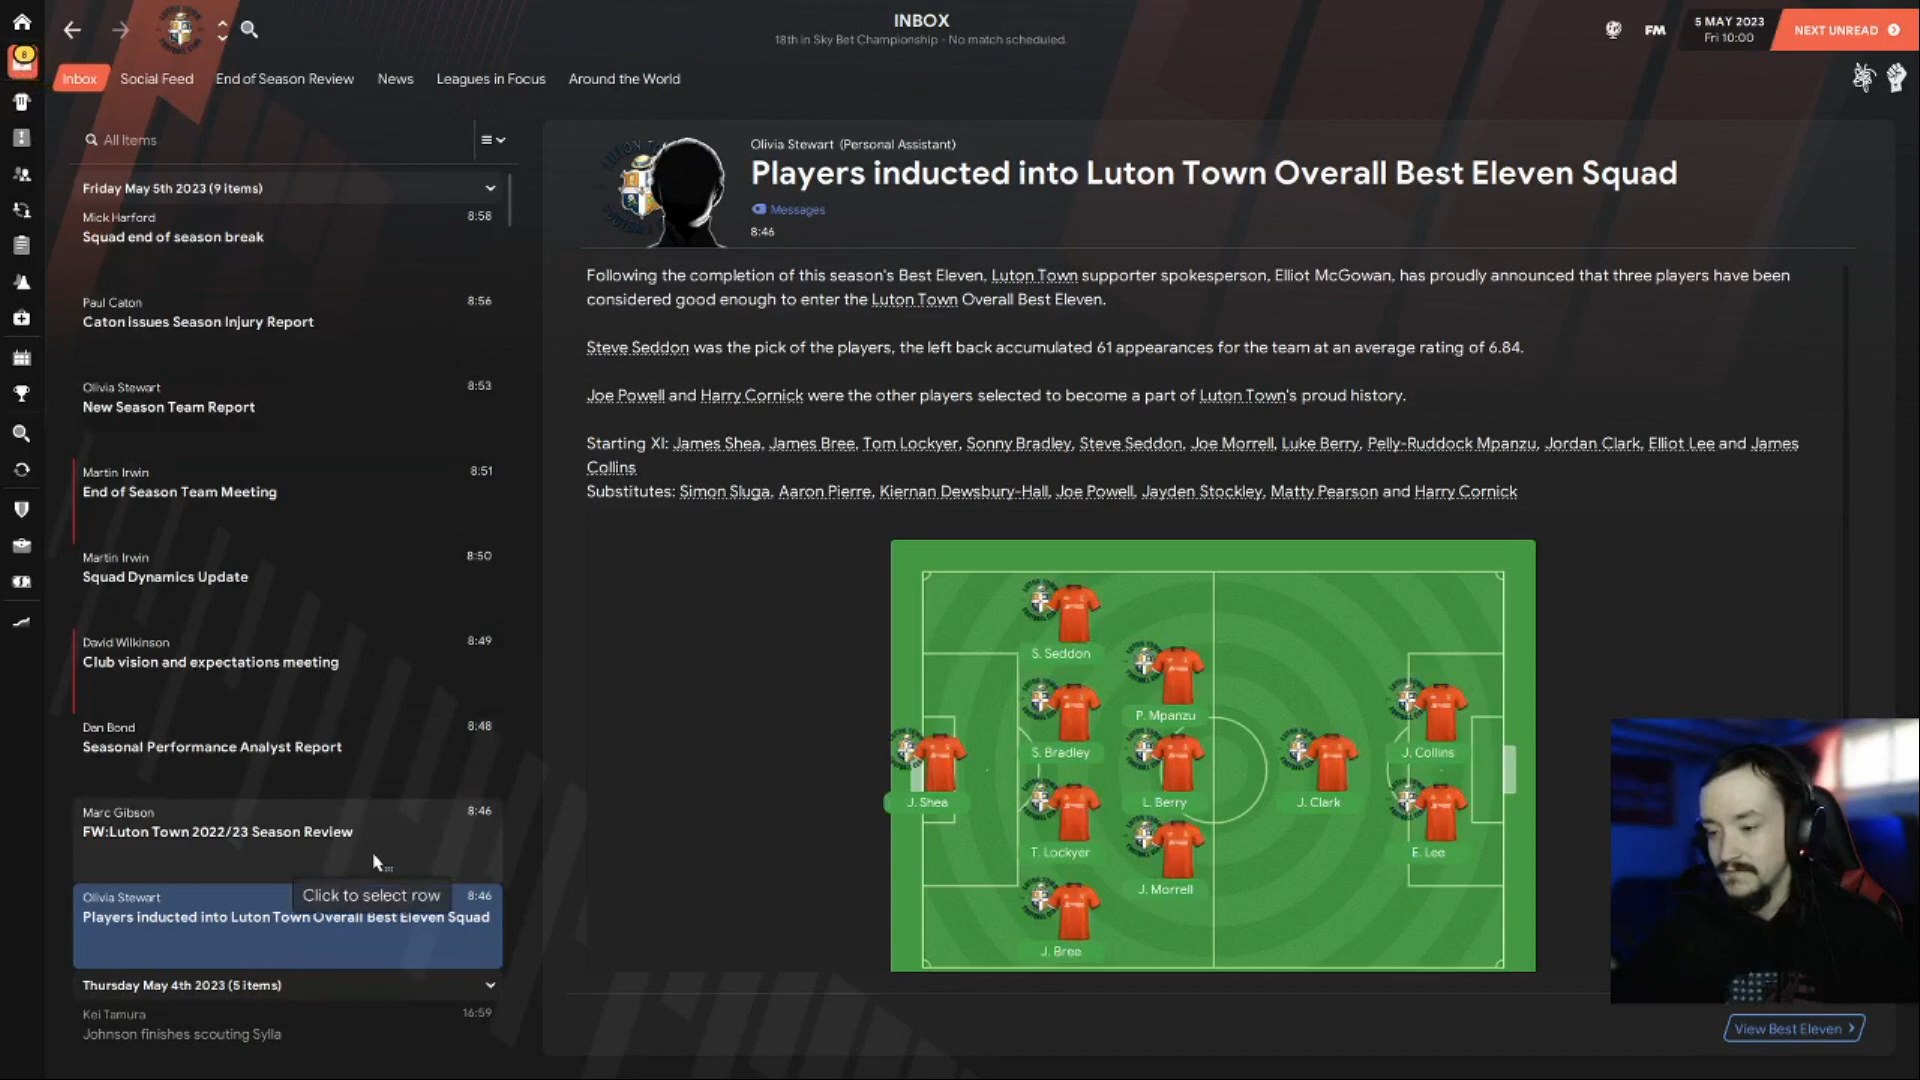 INBOX
18th in Sky Bet Championship - No match scheduled.
FM
5 MAY 2023
Fri 10:00
NEXT UNREAD
8
Inbox
Social Feed
End of Season Review
News
Leagues in Focus
Around the World
All Items
Friday May 5th 2023 (9 items)
Mick Harford
8:58
Squad end of season break
Paul Caton
8:56
Caton issues Season Injury Report
Olivia Stewart
8:53
New Season Team Report
Martin Irwin
8:51
End of Season Team Meeting
Martin Irwin
8:50
Squad Dynamics Update
David Wilkinson
8:49
Club vision and expectations meeting
Dan Bond
8:48
Seasonal Performance Analyst Report
Marc Gibson
8:46
FW:Luton Town 2022/23 Season Review
Olivia Stewart
8:46
Click to select row
Players inducted into Luton Town Overall Best Eleven Squad
Thursday May 4th 2023 (5 items)
Kei Tamura
16:59
Johnson finishes scouting Sylla
Olivia Stewart (Personal Assistant)
Players inducted into Luton Town Overall Best Eleven Squad
Messages
8:46
Following the completion of this season's Best Eleven, Luton Town supporter spokesperson, Elliot McGowan, has proudly announced that three players have been
considered good enough to enter the Luton Town Overall Best Eleven.
Steve Seddon was the pick of the players, the left back accumulated 61 appearances for the team at an average rating of 6.84.
Joe Powell and Harry Cornick were the other players selected to become a part of Luton Town's proud history.
Starting XI: James Shea, James Bree, Tom Lockyer, Sonny Bradley, Steve Seddon, Joe Morrell, Luke Berry, Pelly-Ruddock Mpanzu, Jordan Clark, Elliot Lee and James
Collins
Substitutes: Simon Sluga, Aaron Pierre, Kiernan Dewsbury-Hall, Joe Powell, Jayden Stockley, Matty Pearson and Harry Cornick
S. Seddon
P. Mpanzu
S. Bradley
J. Collins
J. Shea
L. Berry
J. Clark
T. Lockyer
E. Lee
J. Morrell
J. Bree
View Best Eleven